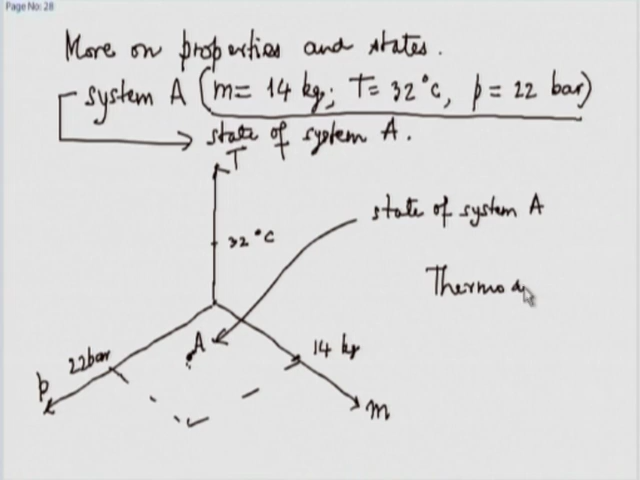 Page No: 28
More on properties and states.
system A (m= 14 kg; T= 32°C, p = 22 bar)
state of system A.
T
32°C
state of system A
Thermod
A
22bar
14 kg
p
m